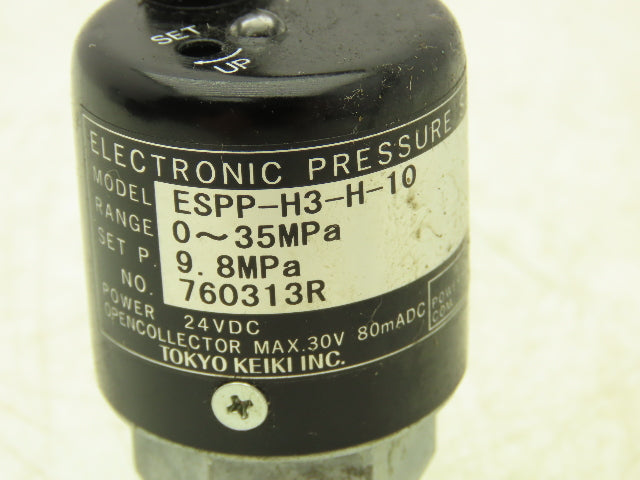 SET
UP
ELECTRONIC PRESSURE S
MODEL ESPP-H3-H-10
RANGE 0～35MPa
SET P. 9.8MPa
NO. 760313R
POWER 24VDC
OPENCOLLECTOR MAX.30V 80mADC
COM.
TOKYO KEIKI INC.